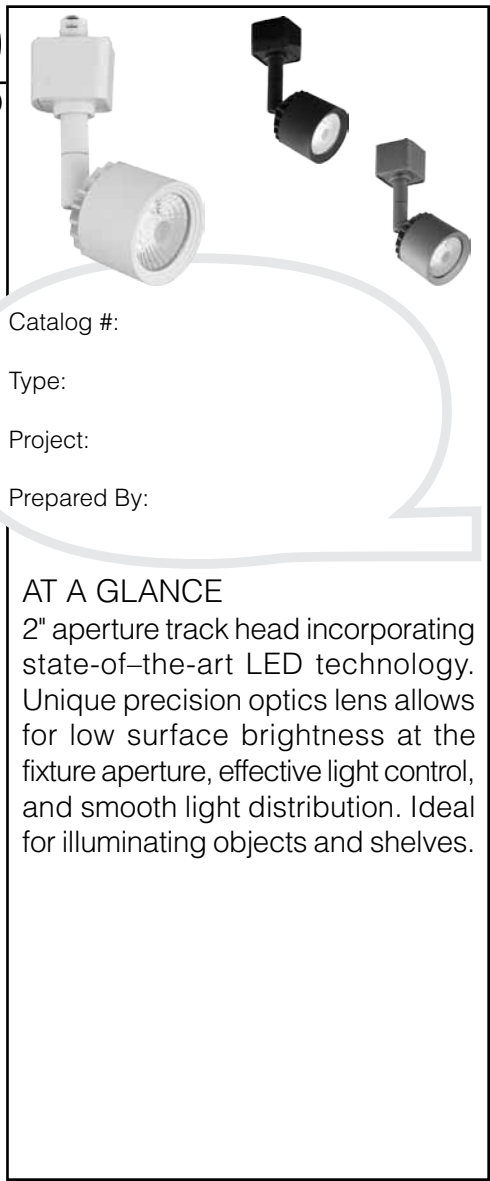 Catalog #:
Type:
Project:
Prepared By:
AT A GLANCE
2" aperture track head incorporating
state-of–the-art LED technology.
Unique precision optics lens allows
for low surface brightness at the
fixture aperture, effective light control,
and smooth light distribution. Ideal
for illuminating objects and shelves.